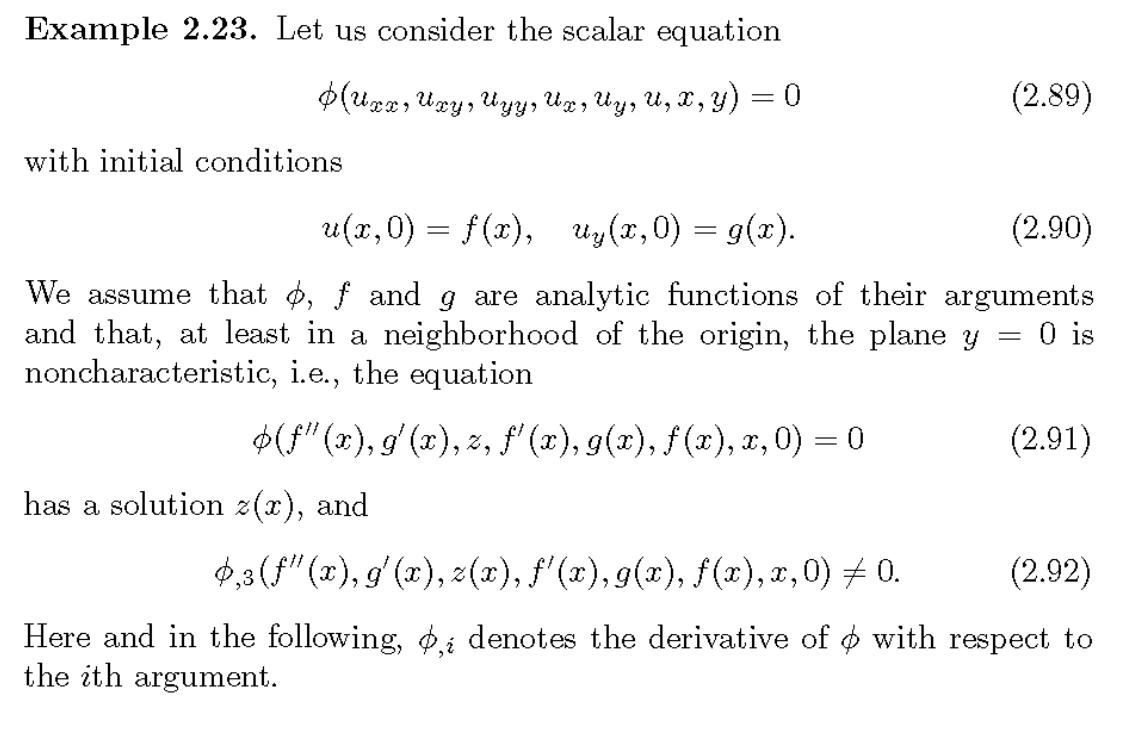 Example 2.23. Let us consider the scalar equation
ϕ(u_{xx}, u_{xy}, u_{yy}, u_x, u_y, u, x, y) = 0 (2.89)
with initial conditions
u(x, 0) = f(x), u_y(x, 0) = g(x). (2.90)
We assume that ϕ, f and g are analytic functions of their arguments
and that, at least in a neighborhood of the origin, the plane y = 0 is
noncharacteristic, i.e., the equation
ϕ(f″(x), g′(x), z, f′(x), g(x), f(x), x, 0) = 0 (2.91)
has a solution z(x), and
ϕ_{,3}(f″(x), g′(x), z(x), f′(x), g(x), f(x), x, 0) ≠ 0. (2.92)
Here and in the following, ϕ_{,i} denotes the derivative of ϕ with respect to
the ith argument.